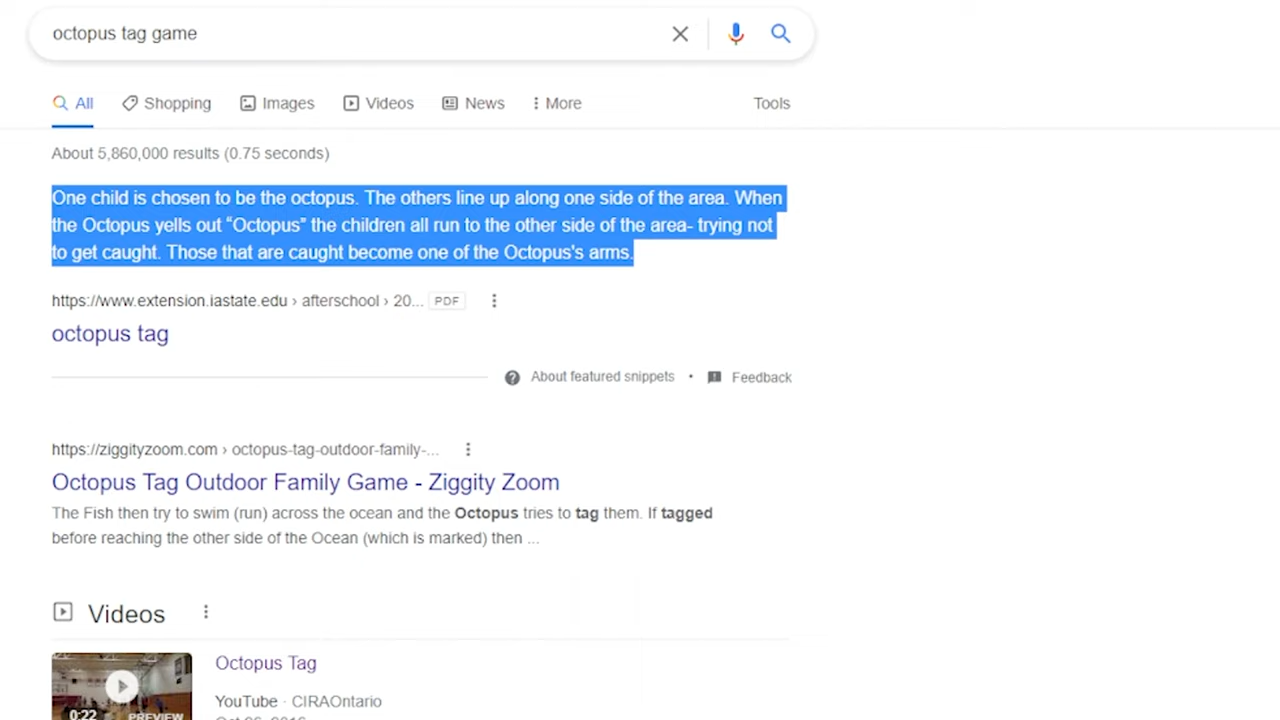 octopus tag game
All Shopping Images Videos News More Tools
About 5,860,000 results (0.75 seconds)
One child is chosen to be the octopus. The others line up along one side of the area. When
the Octopus yells out “Octopus” the children all run to the other side of the area- trying not
to get caught. Those that are caught become one of the Octopus's arms.
https://www.extension.iastate.edu › afterschool › 20... PDF
octopus tag
About featured snippets • Feedback
https://ziggityzoom.com › octopus-tag-outdoor-family-...
Octopus Tag Outdoor Family Game - Ziggity Zoom
The Fish then try to swim (run) across the ocean and the Octopus tries to tag them. If tagged
before reaching the other side of the Ocean (which is marked) then ...
Videos
Octopus Tag
YouTube · CIRAOntario
0:22 PREVIEW